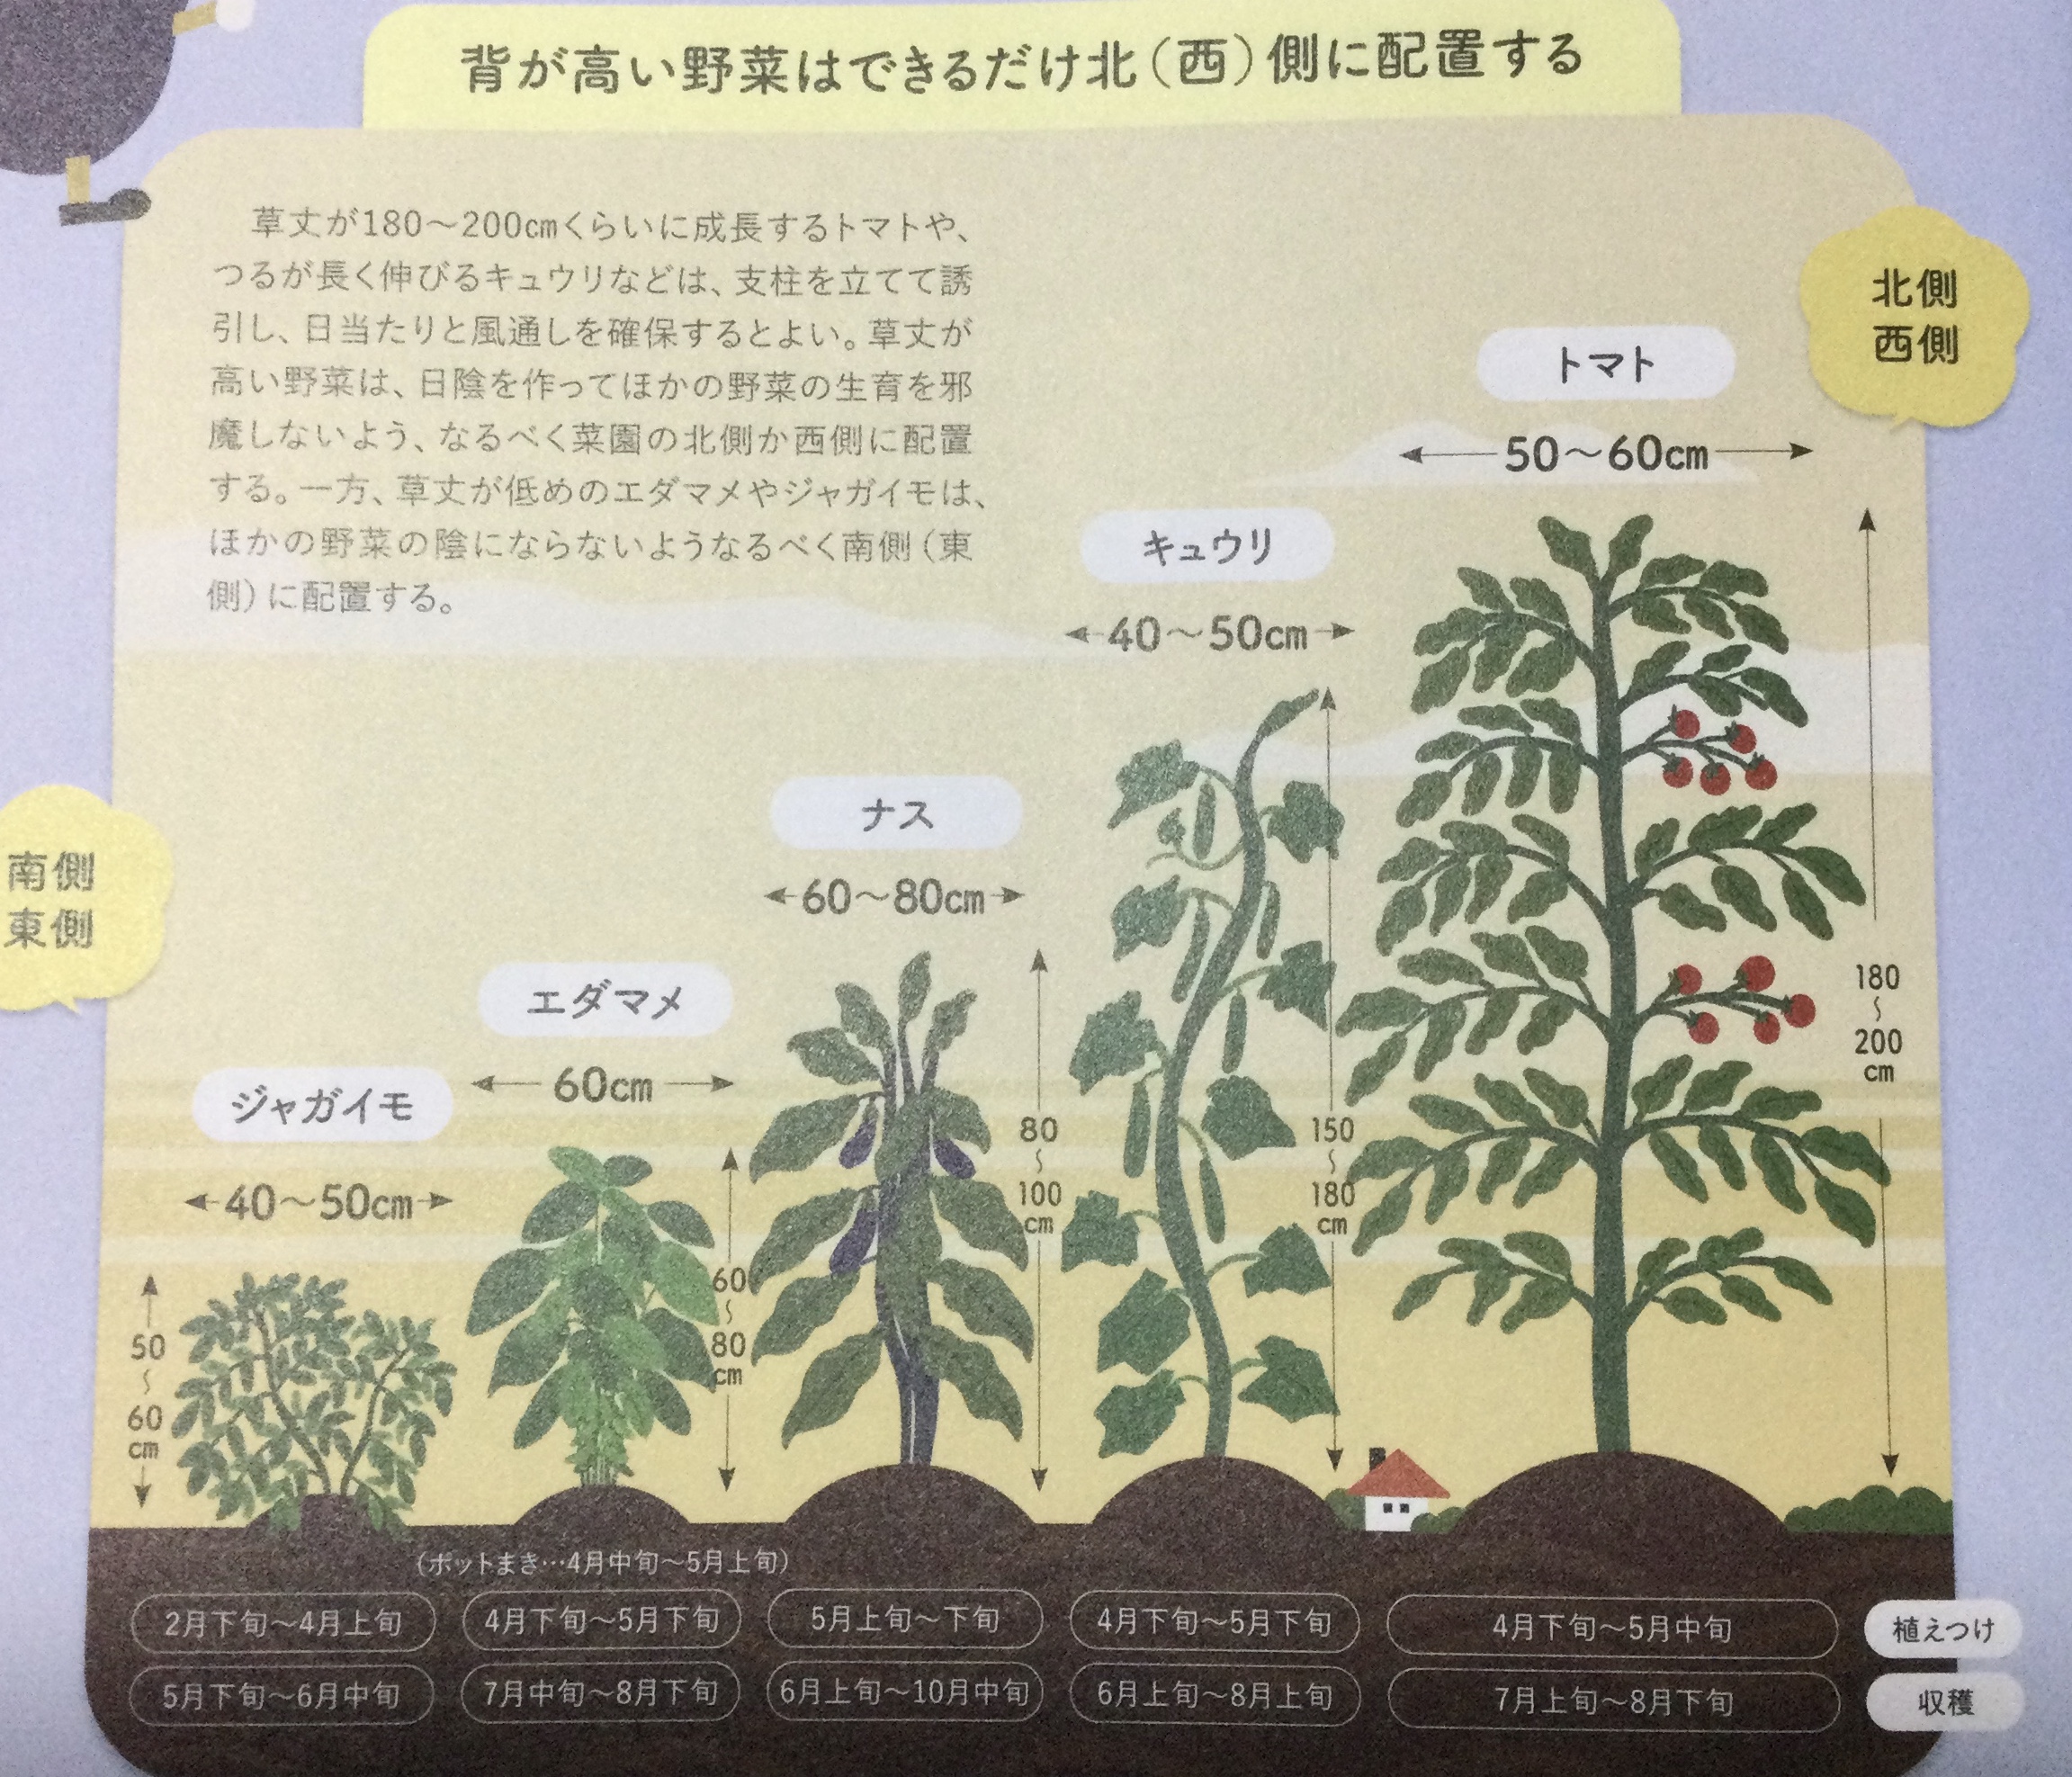 背が高い野菜はできるだけ北（西）側に配置する
　草丈が180～200㎝くらいに成長するトマトや、
つるが長く伸びるキュウリなどは、支柱を立てて誘
引し、日当たりと風通しを確保するとよい。草丈が
高い野菜は、日陰を作ってほかの野菜の生育を邪
魔しないよう、なるべく菜園の北側か西側に配置
する。一方、草丈が低めのエダマメやジャガイモは、
ほかの野菜の陰にならないようなるべく南側（東
側）に配置する。
北側
西側
トマト
50～60㎝
180
～
200
㎝
キュウリ
40～50㎝
150
～
180
㎝
ナス
60～80㎝
80
～
100
㎝
エダマメ
60㎝
60
～
80
㎝
ジャガイモ
40～50㎝
50
～
60
㎝
南側
東側
（ポットまき…4月中旬～5月上旬）
2月下旬～4月上旬
4月下旬～5月下旬
5月上旬～下旬
4月下旬～5月下旬
4月下旬～5月中旬
植えつけ
5月下旬～6月中旬
7月中旬～8月下旬
6月上旬～10月中旬
6月上旬～8月上旬
7月上旬～8月下旬
収穫